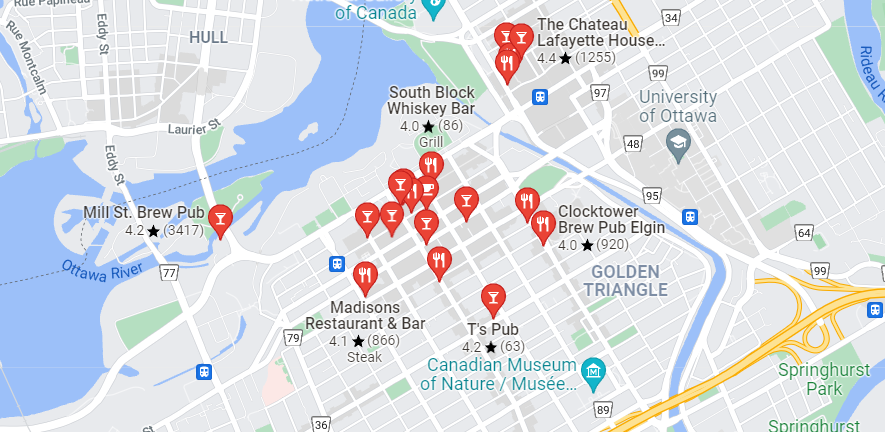 Rue Papineau
of Canada
The Chateau
Lafayette House...
4.4★(1255)
34
HULL
Eddy St
Rue Montcalm
99
97
Rideau R
South Block
Whiskey Bar
4.0★(86)
Grill
University
of Ottawa
Laurier St
48
Eddy St
95
Mill St. Brew Pub
4.2★(3417)
Clocktower
Brew Pub Elgin
4.0★(920)
64
Ottawa River
77
99
GOLDEN
TRIANGLE
Madisons
Restaurant & Bar
4.1★(866)
Steak
79
T's Pub
4.2★(63)
Canadian Museum
of Nature / Musée...
Springhurst
Park
89
36
Springhurst